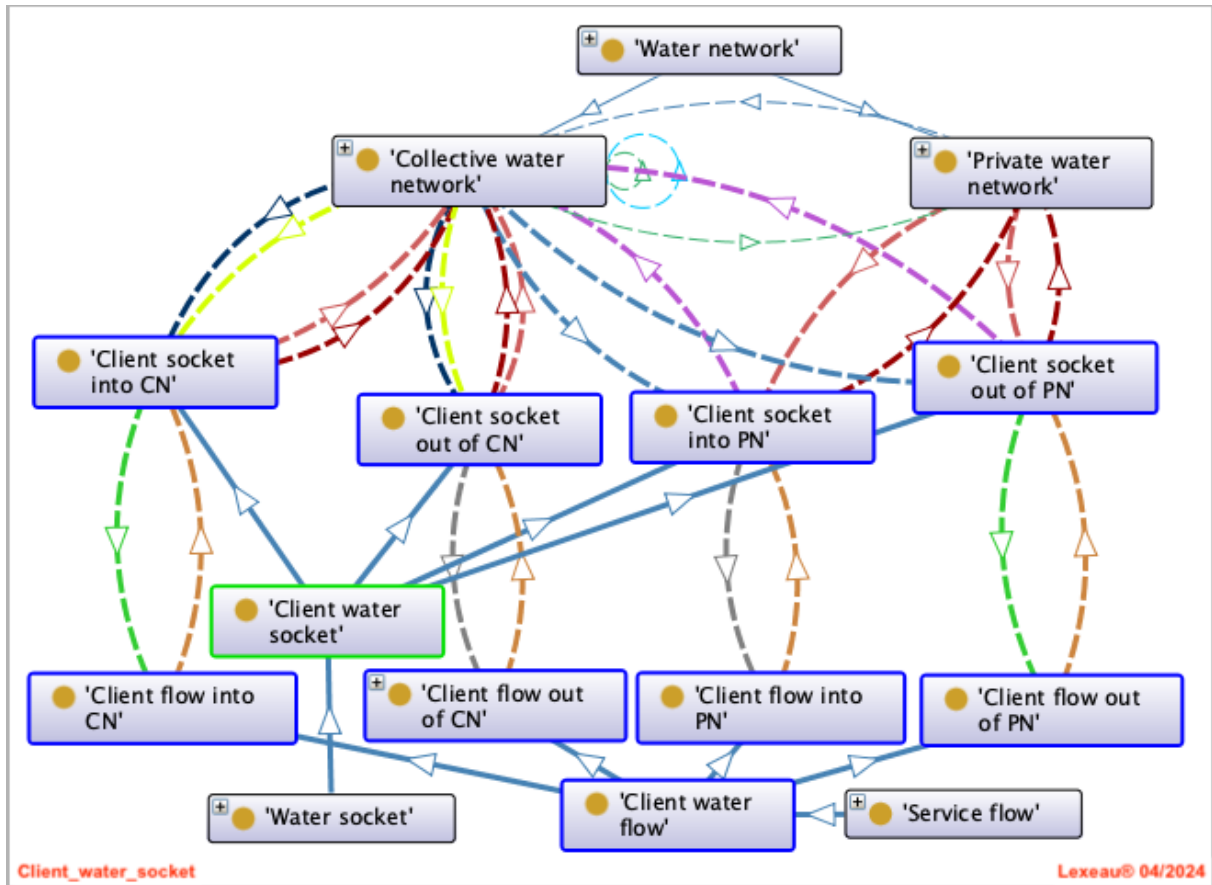 'Water network'
'Collective water
network'
'Private water
network'
'Client socket
into CN'
'Client socket
out of CN'
'Client socket
into PN'
'Client socket
out of PN'
'Client water
socket'
'Client flow into
CN'
'Client flow out
of CN'
'Client flow into
PN'
'Client flow out
of PN'
'Water socket'
'Client water
flow'
'Service flow'
Client_water_socket
Lexeau® 04/2024